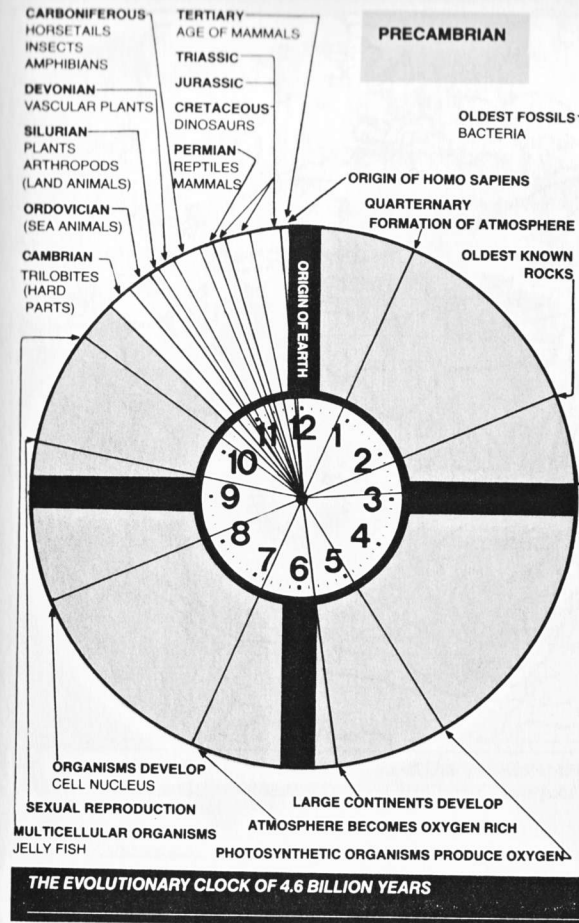 CARBONIFEROUS
HORSETAILS
INSECTS
AMPHIBIANS
DEVONIAN
VASCULAR PLANTS
SILURIAN
PLANTS
ARTHROPODS
(LAND ANIMALS)
ORDOVICIAN
(SEA ANIMALS)
CAMBRIAN
TRILOBITES
(HARD
PARTS)
TERTIARY
AGE OF MAMMALS
TRIASSIC
JURASSIC
CRETACEOUS
DINOSAURS
PERMIAN
REPTILES
MAMMALS
PRECAMBRIAN
OLDEST FOSSILS
BACTERIA
ORIGIN OF HOMO SAPIENS
QUARTERNARY
FORMATION OF ATMOSPHERE
OLDEST KNOWN
ROCKS
ORIGIN OF EARTH
12
1
2
3
4
5
6
7
8
9
10
11
ORGANISMS DEVELOP
CELL NUCLEUS
SEXUAL REPRODUCTION
MULTICELLULAR ORGANISMS
JELLY FISH
LARGE CONTINENTS DEVELOP
ATMOSPHERE BECOMES OXYGEN RICH
PHOTOSYNTHETIC ORGANISMS PRODUCE OXYGEN
THE EVOLUTIONARY CLOCK OF 4.6 BILLION YEARS